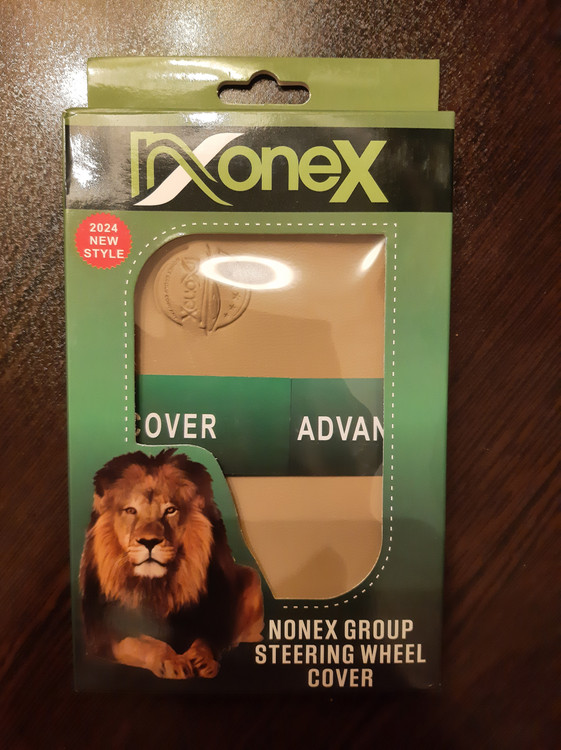 nonex
2024
NEW
STYLE
COVER
ADVAN
NONEX GROUP
STEERING WHEEL
COVER